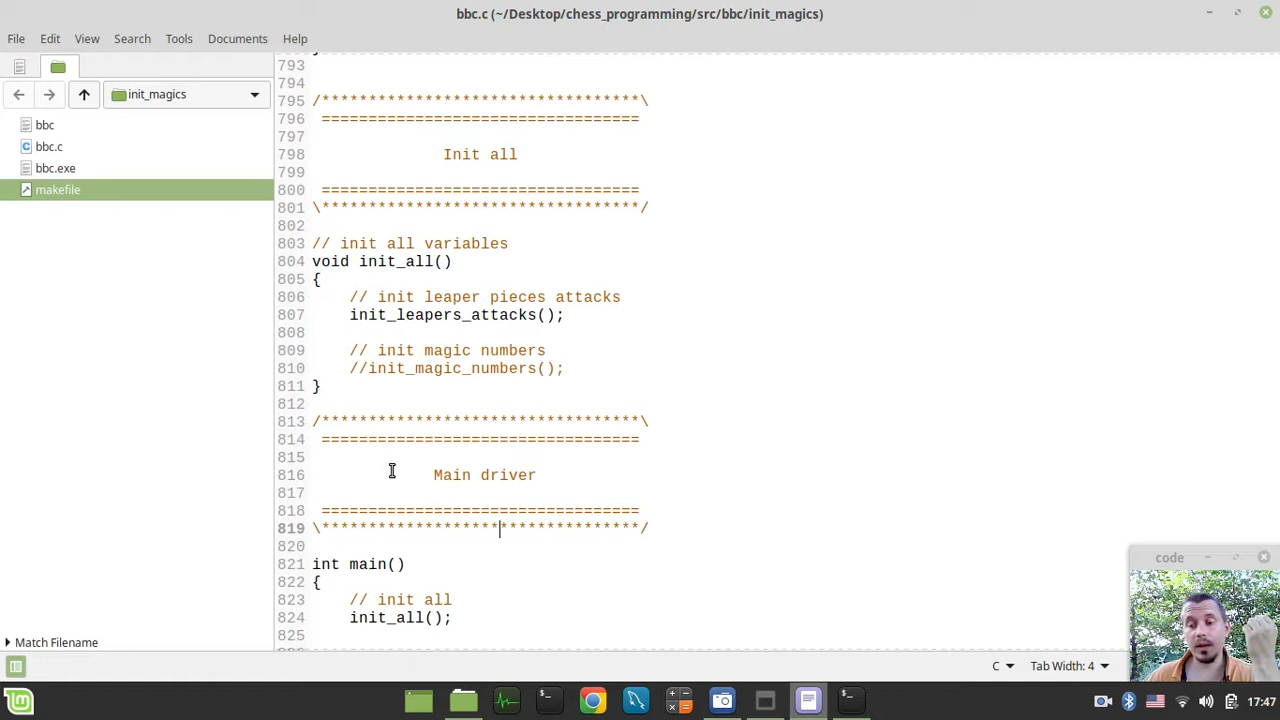 bbc.c (~/Desktop/chess_programming/src/bbc/init_magics)
File Edit View Search Tools Documents Help
init_magics
bbc
bbc.c
bbc.exe
makefile
793
794
795 /**********************************\
796  ==================================
797
798              Init all
799
800  ==================================
801 \**********************************/
802
803 // init all variables
804 void init_all()
805 {
806     // init leaper pieces attacks
807     init_leapers_attacks();
808
809     // init magic numbers
810     //init_magic_numbers();
811 }
812
813 /**********************************\
814  ==================================
815
816             Main driver
817
818  ==================================
819 \**********************************/
820
821 int main()
822 {
823     // init all
824     init_all();
825
Match Filename
C Tab Width: 4
code
17:47